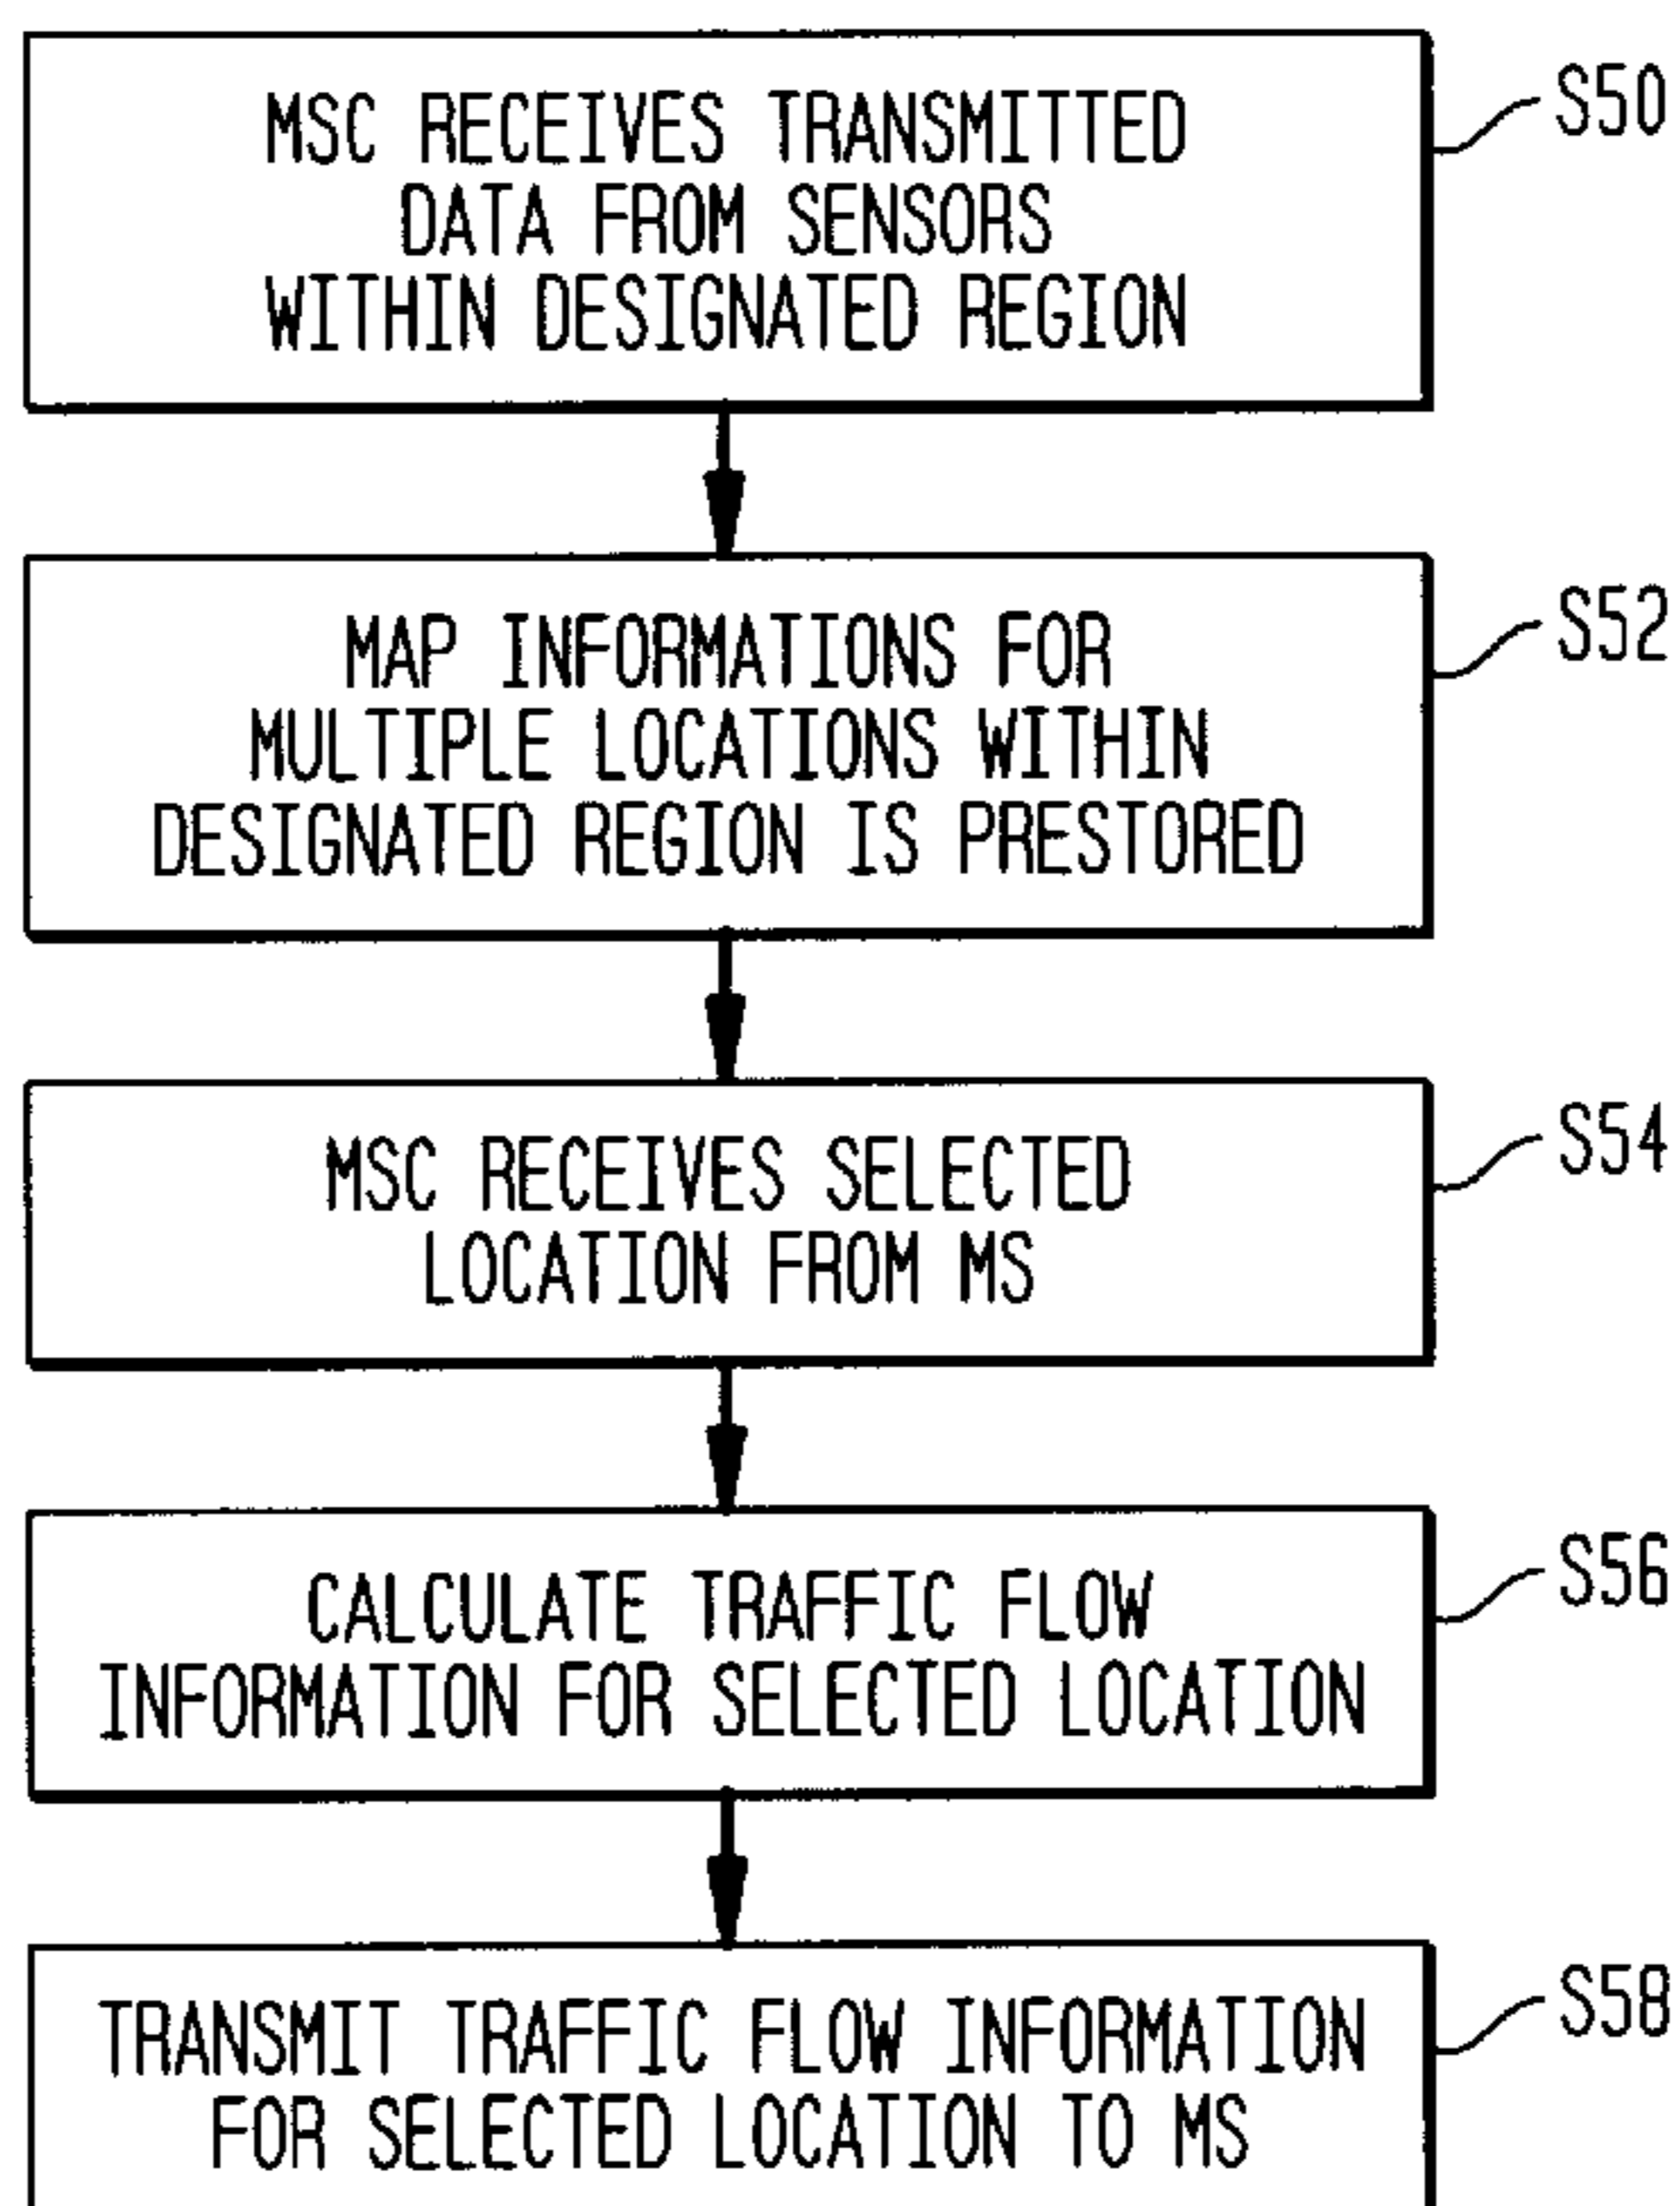 MSC RECEIVES TRANSMITTED
DATA FROM SENSORS
WITHIN DESIGNATED REGION
S50
MAP INFORMATIONS FOR
MULTIPLE LOCATIONS WITHIN
DESIGNATED REGION IS PRESTORED
S52
MSC RECEIVES SELECTED
LOCATION FROM MS
S54
CALCULATE TRAFFIC FLOW
INFORMATION FOR SELECTED LOCATION
S56
TRANSMIT TRAFFIC FLOW INFORMATION
FOR SELECTED LOCATION TO MS
S58